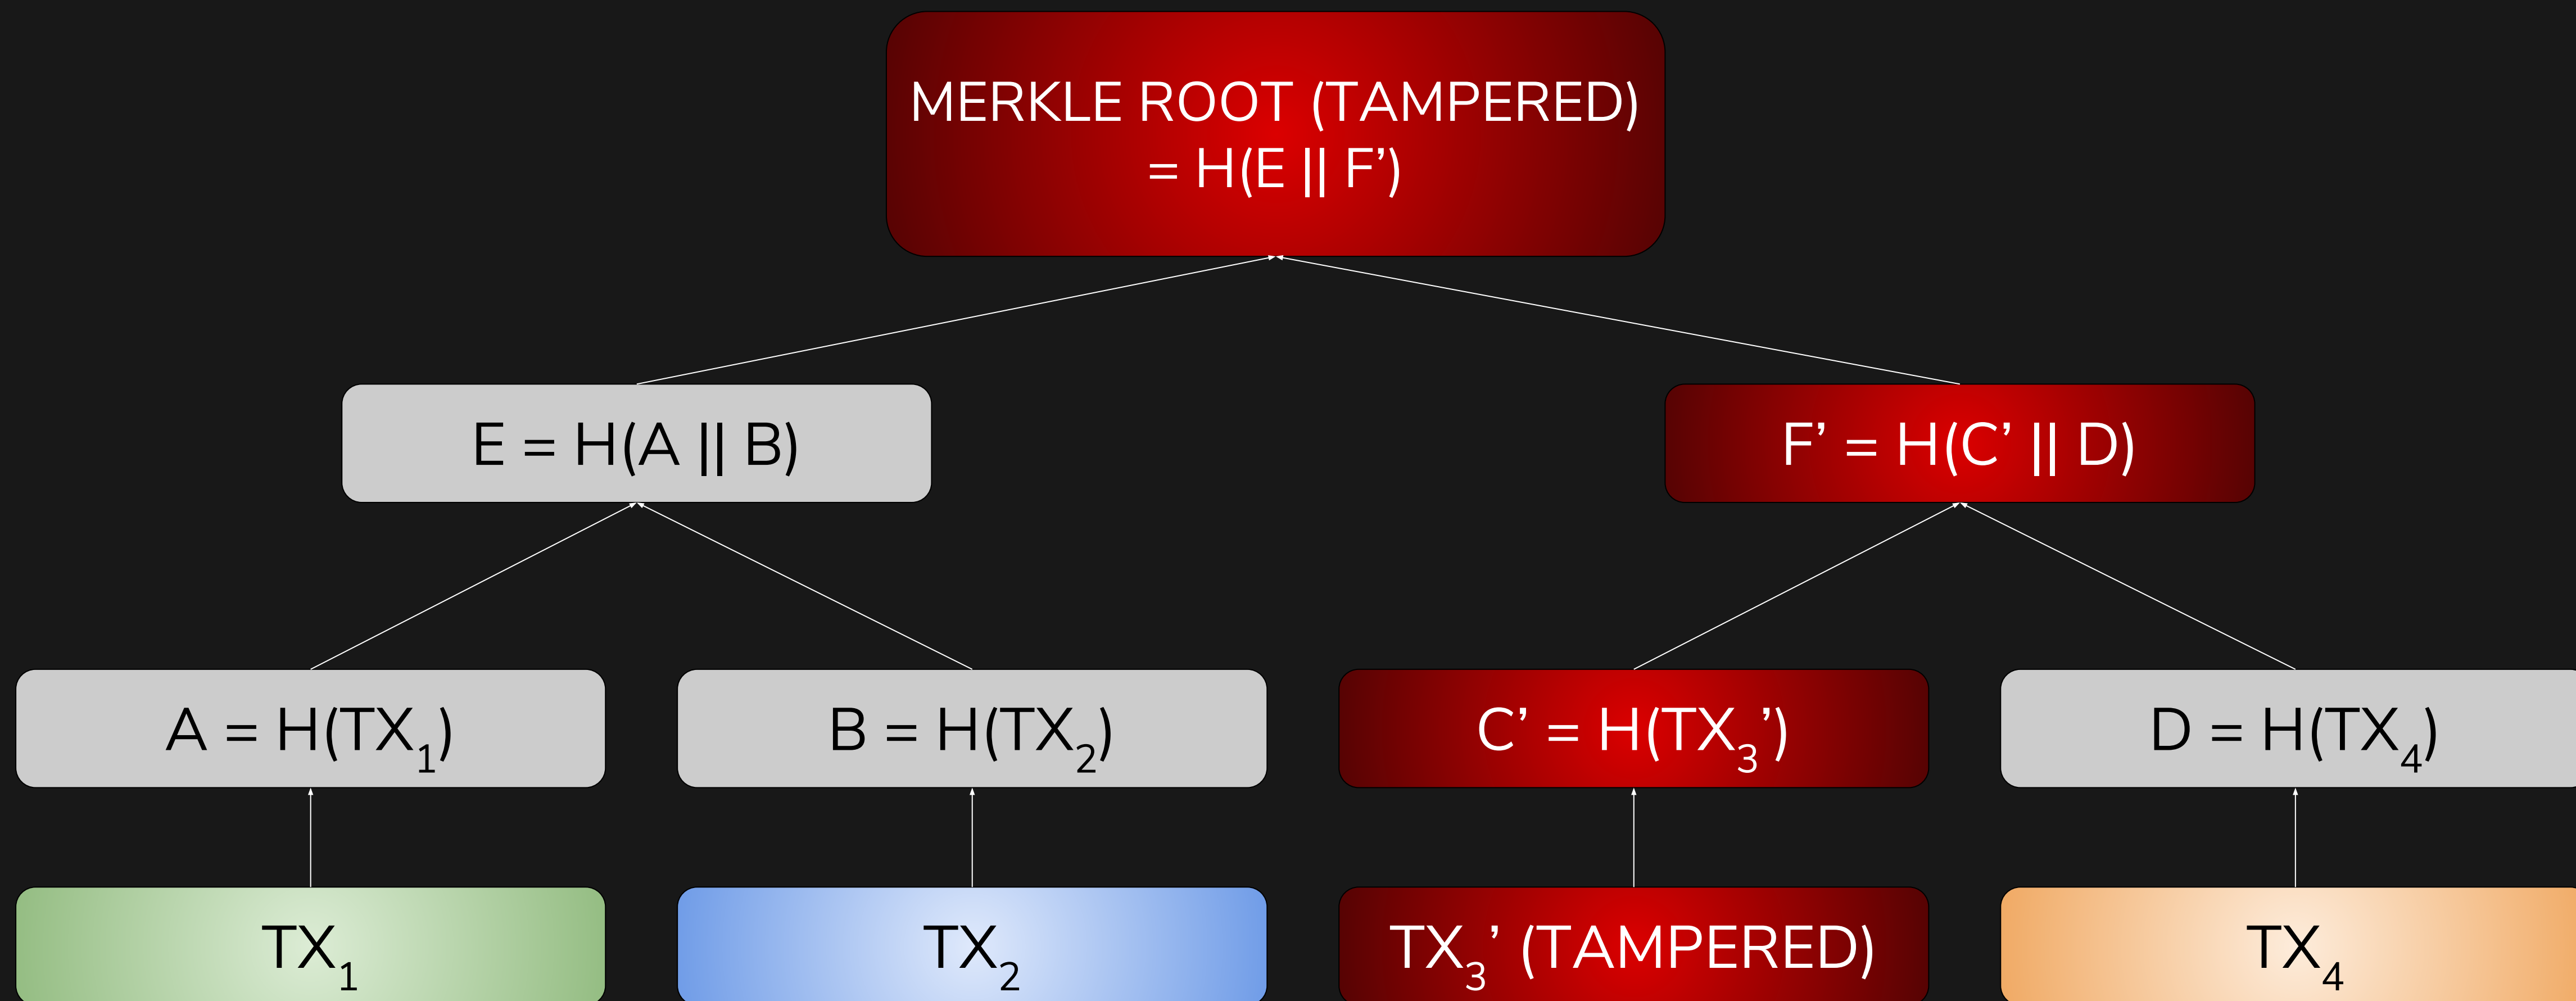 MERKLE ROOT (TAMPERED)
= H(E || F’)
E = H(A || B)
F’ = H(C’ || D)
A = H(TX₁)
B = H(TX₂)
C’ = H(TX₃’)
D = H(TX₄)
TX₁
TX₂
TX₃’ (TAMPERED)
TX₄